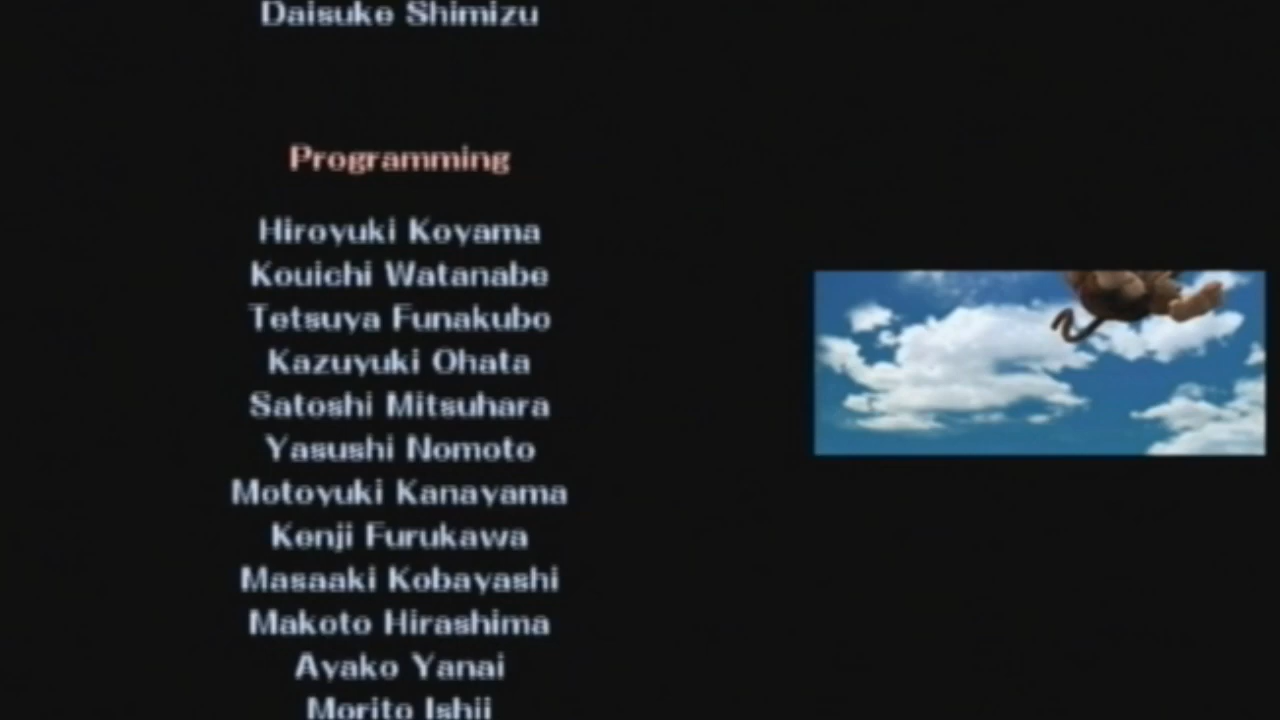 Daisuke Shimizu
Programming
Hiroyuki Koyama
Kouichi Watanabe
Tetsuya Funakubo
Kazuyuki Ohata
Satoshi Mitsuhara
Yasushi Nomoto
Motoyuki Kanayama
Kenji Furukawa
Masaaki Kobayashi
Makoto Hirashima
Ayako Yanai
Morito Ishii